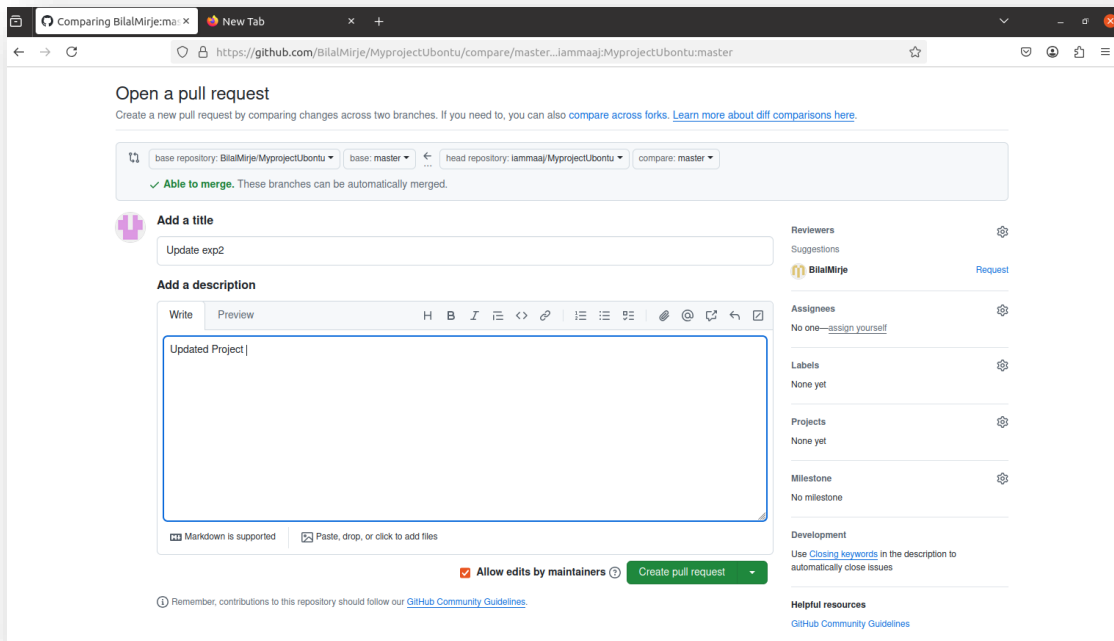 Comparing BilalMirje:mas
New Tab
https://github.com/BilalMirje/MyprojectUbontu/compare/master...iammaaj:MyprojectUbontu:master
Open a pull request
Create a new pull request by comparing changes across two branches. If you need to, you can also compare across forks. Learn more about diff comparisons here.
base repository: BilalMirje/MyprojectUbontu
base: master
...
head repository: iammaaj/MyprojectUbontu
compare: master
Able to merge. These branches can be automatically merged.
Add a title
Update exp2
Add a description
Write Preview
H B I
Updated Project
Markdown is supported
Paste, drop, or click to add files
Allow edits by maintainers
Create pull request
Remember, contributions to this repository should follow our GitHub Community Guidelines.
Reviewers
Suggestions
BilalMirje Request
Assignees
No one—assign yourself
Labels
None yet
Projects
None yet
Milestone
No milestone
Development
Use Closing keywords in the description to
automatically close issues
Helpful resources
GitHub Community Guidelines